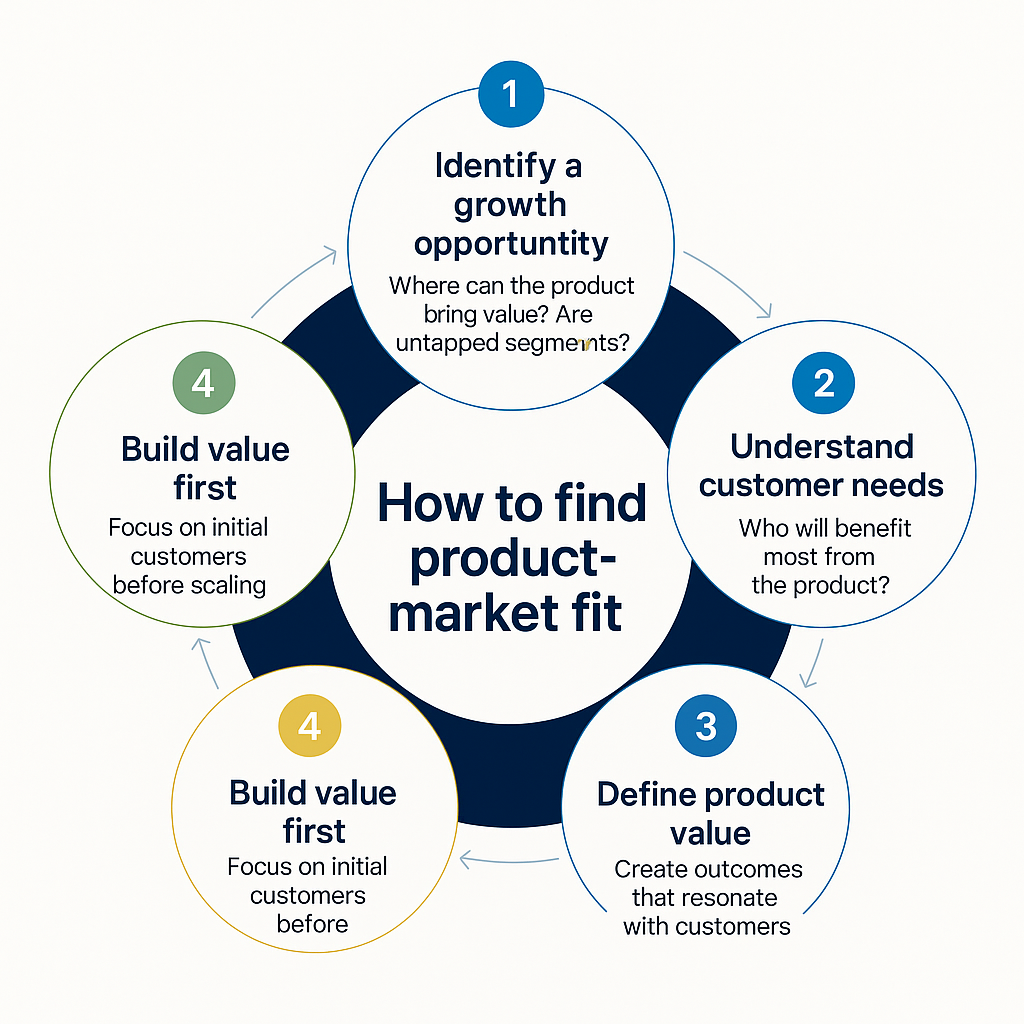 1
Identify a
growth
opportuntity
Where can the product
bring value? Are
untapped segments?
2
Understand
customer needs
Who will benefit
most from
the product?
3
Define product
value
Create outcomes
that resonate
with customers
4
Build value
first
Focus on initial
customers
before
4
Build value
first
Focus on initial
customers
before scaling
How to find
product-
market fit